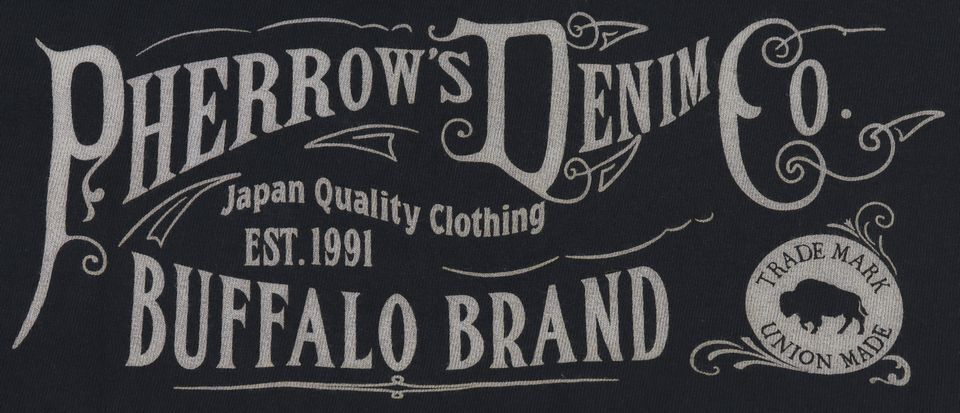 PHERROW'S DENIM CO.
Japan Quality Clothing
EST. 1991
BUFFALO BRAND
TRADE MARK
UNION MADE